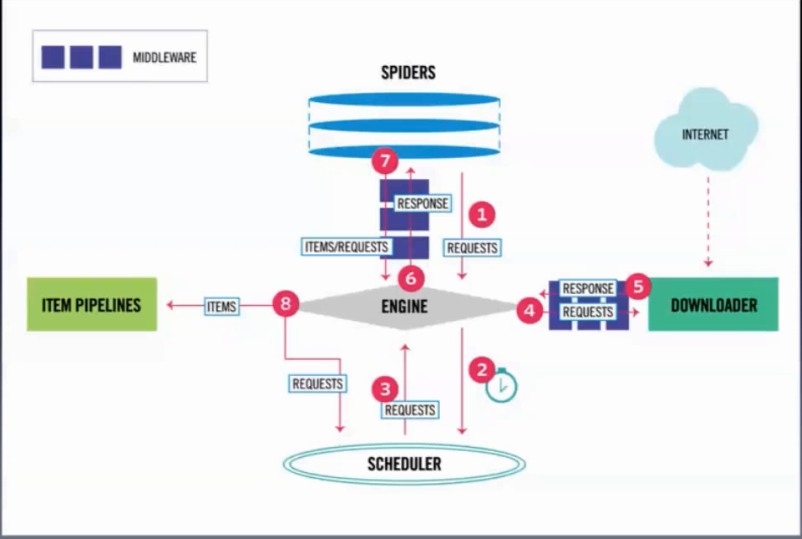 MIDDLEWARE
SPIDERS
INTERNET
7
RESPONSE
1
ITEMS/REQUESTS
REQUESTS
6
ITEM PIPELINES
ITEMS
8
ENGINE
4
RESPONSE
5
REQUESTS
DOWNLOADER
2
REQUESTS
3
REQUESTS
SCHEDULER